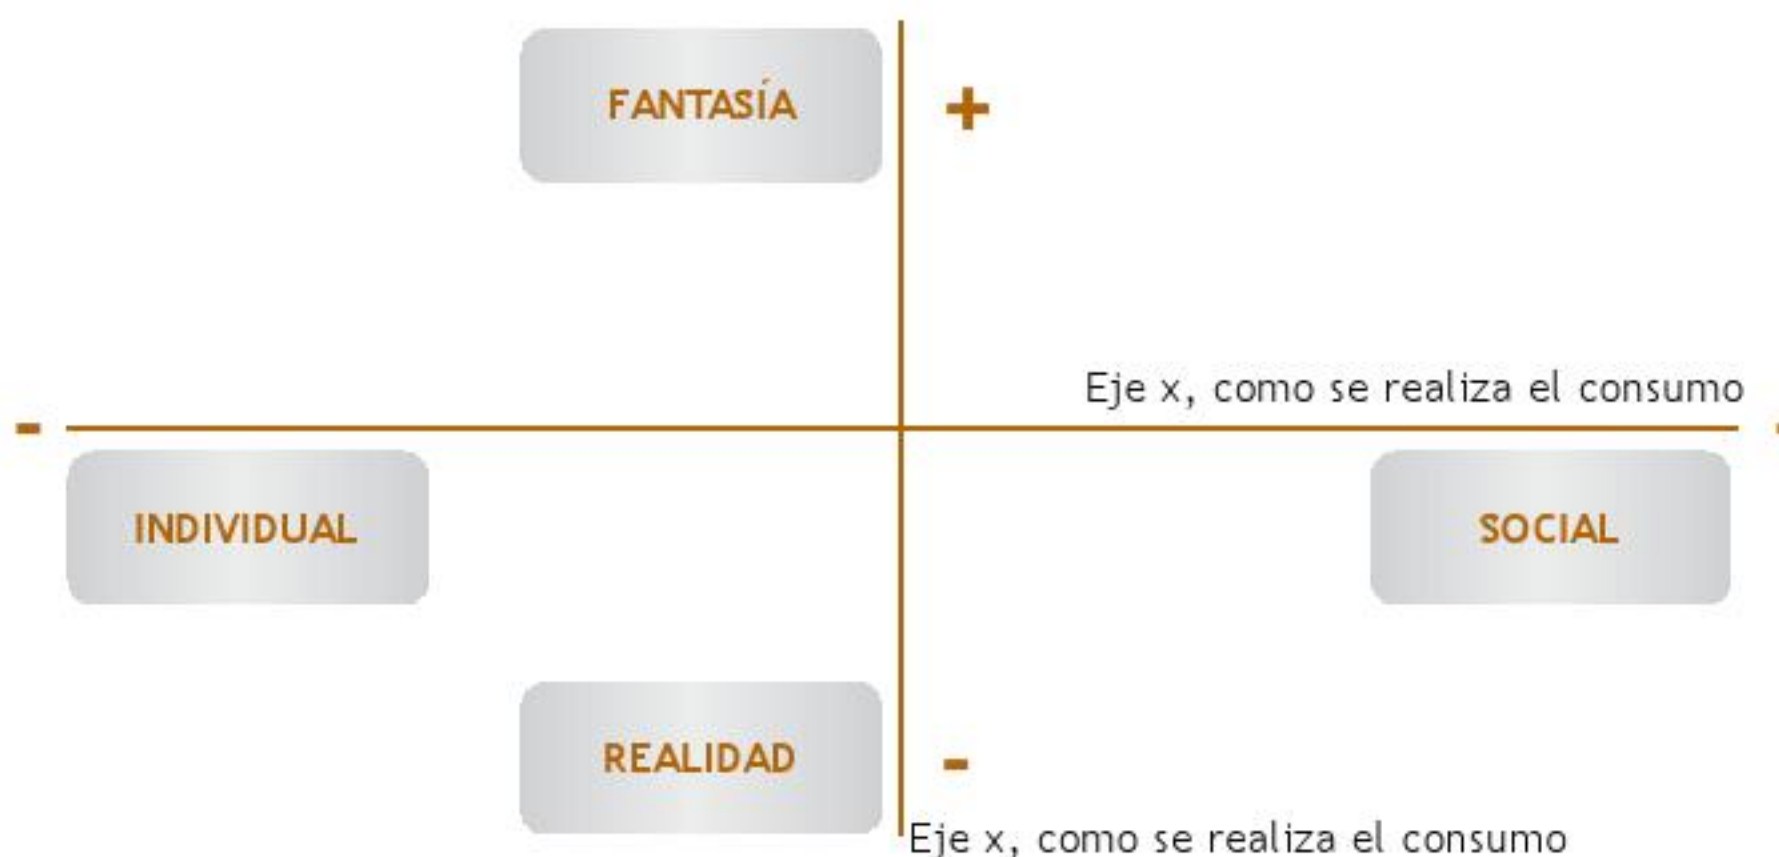 FANTASÍA
+
Eje x, como se realiza el consumo
-
INDIVIDUAL
SOCIAL
REALIDAD
-
Eje x, como se realiza el consumo